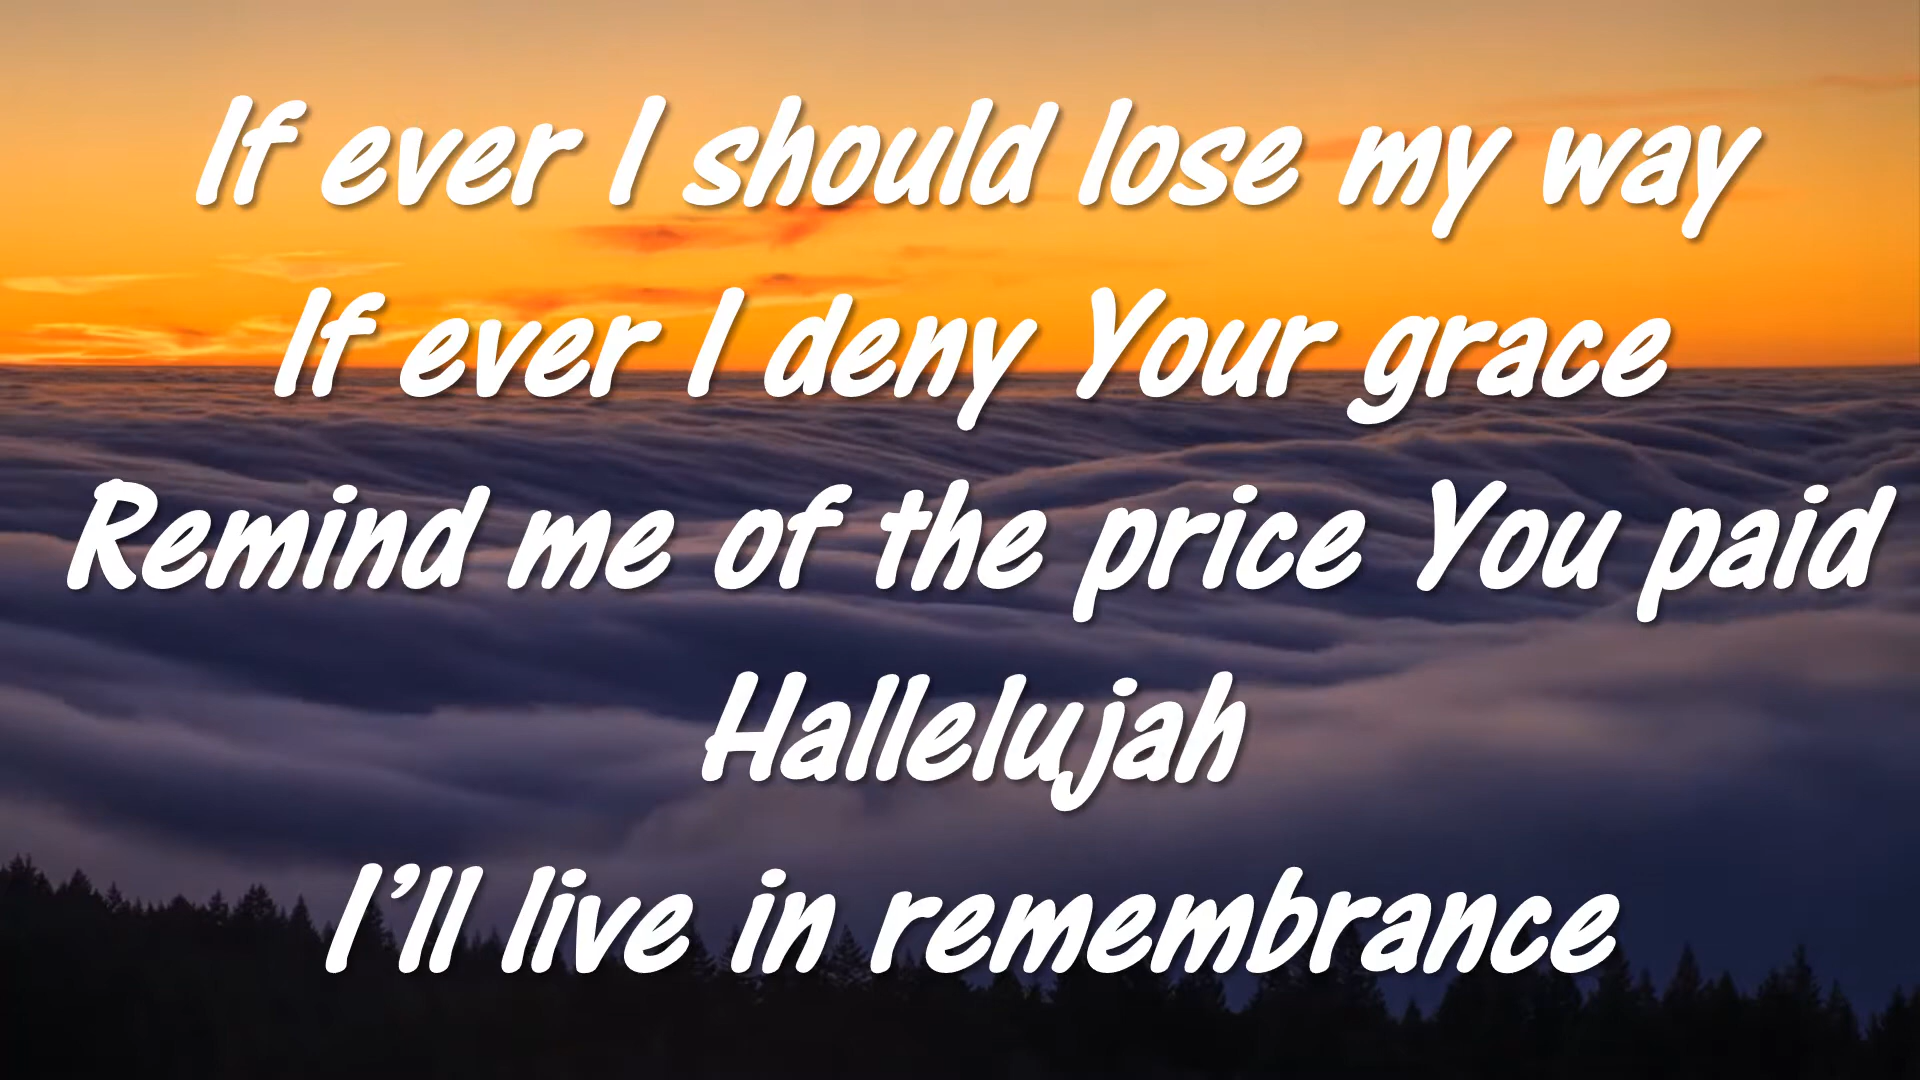 If ever I should lose my way
If ever I deny Your grace
Remind me of the price You paid
Hallelujah
I’ll live in remembrance